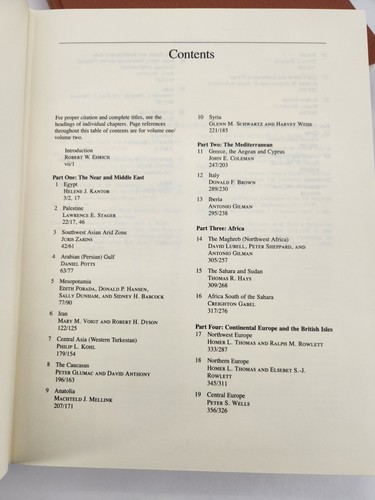 Contents
For proper citation and complete titles, see the
headings of individual chapters. Page references
throughout this table of contents are for volume one/
volume two.
Introduction
ROBERT W. EHRICH
vii/1
Part One: The Near and Middle East
1 Egypt
HELENE J. KANTOR
3/2, 17
2 Palestine
LAWRENCE E. STAGER
22/17, 46
3 Southwest Asian Arid Zone
JURIS ZARINS
42/61
4 Arabian (Persian) Gulf
DANIEL POTTS
63/77
5 Mesopotamia
EDITH PORADA, DONALD P. HANSEN,
SALLY DUNHAM, AND SIDNEY H. BABCOCK
77/90
6 Iran
MARY M. VOIGT AND ROBERT H. DYSON
122/125
7 Central Asia (Western Turkestan)
PHILIP L. KOHL
179/154
8 The Caucasus
PETER GLUMAC AND DAVID ANTHONY
196/163
9 Anatolia
MACHTELD J. MELLINK
207/171
10 Syria
GLENN M. SCHWARTZ AND HARVEY WEISS
221/185
Part Two: The Mediterranean
11 Greece, the Aegean and Cyprus
JOHN E. COLEMAN
247/203
12 Italy
DONALD F. BROWN
289/230
13 Iberia
ANTONIO GILMAN
295/238
Part Three: Africa
14 The Maghreb (Northwest Africa)
DAVID LUBELL, PETER SHEPPARD, AND
ANTONIO GILMAN
305/257
15 The Sahara and Sudan
THOMAS R. HAYS
309/268
16 Africa South of the Sahara
CREIGHTON GABEL
317/276
Part Four: Continental Europe and the British Isles
17 Northwest Europe
HOMER L. THOMAS AND RALPH M. ROWLETT
333/287
18 Northern Europe
HOMER L. THOMAS AND ELSEBET S.-J.
ROWLETT
345/311
19 Central Europe
PETER S. WELLS
356/326